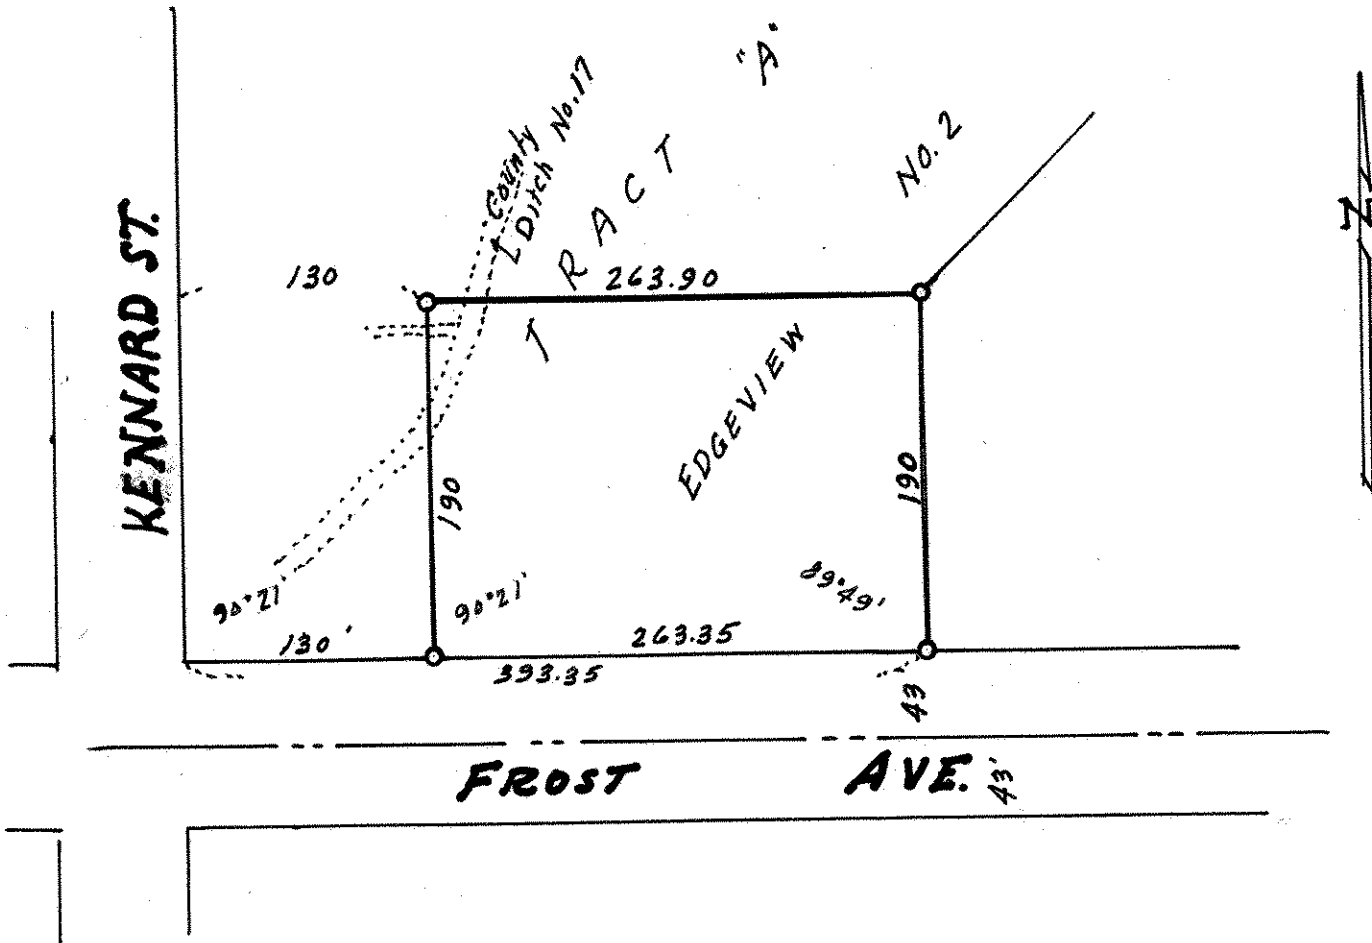 "A"
TRACT
County
Ditch No. 17
No. 2
N
KENNARD ST.
130
263.90
EDGEVIEW
190
190
90°21'
90°21'
89°49'
130'
263.35
393.35
43
FROST AVE.
43'